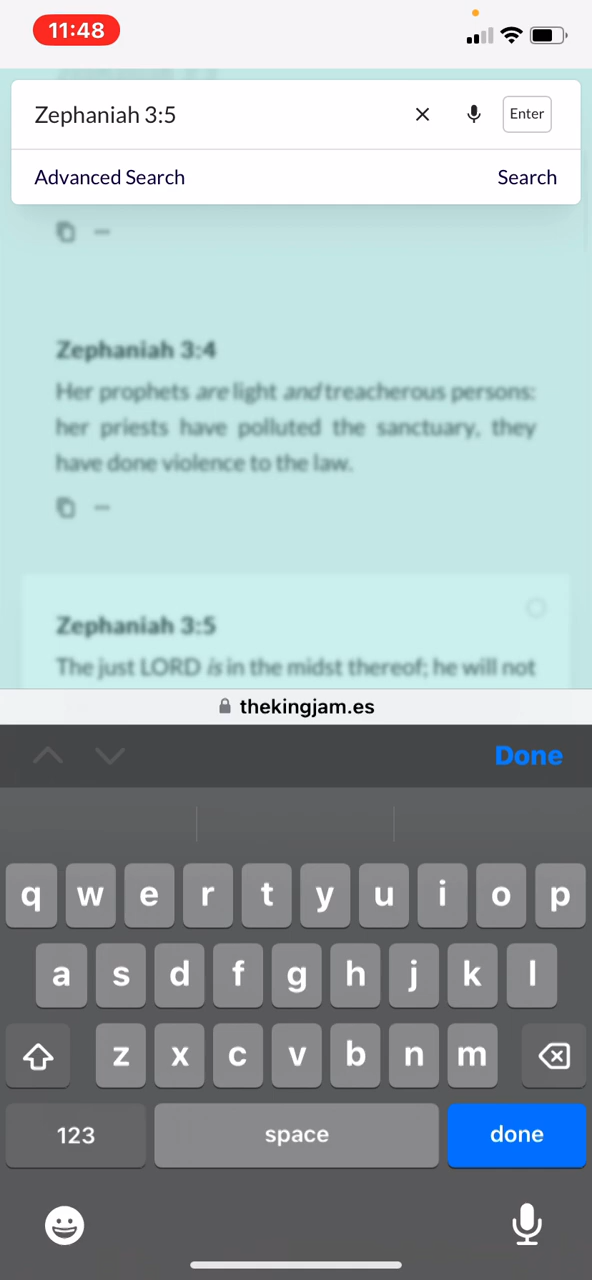 11:48
Zephaniah 3:5
Enter
Advanced Search
Search
Zephaniah 3:4
Her prophets are light and treacherous persons:
her priests have polluted the sanctuary, they
have done violence to the law.
Zephaniah 3:5
The just LORD is in the midst thereof; he will not
thekingjam.es
Done
q w e r t y u i o p
a s d f g h j k l
z x c v b n m
123
space
done